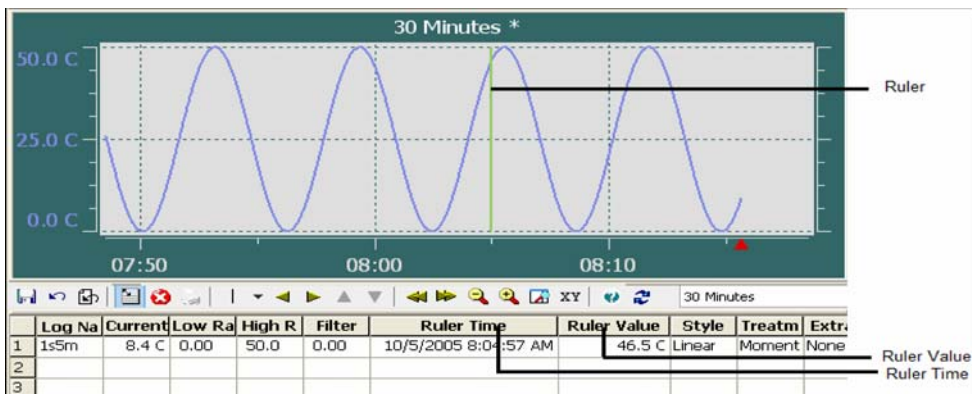 30 Minutes *
50.0 C
25.0 C
0.0 C
07:50 08:00 08:10
Ruler
XY 30 Minutes
Log Na Current Low Ra High R Filter Ruler Time Ruler Value Style Treatm Extra
1 1s5m 8.4 C 0.00 50.0 0.00 10/5/2005 8:04:57 AM 46.5 C Linear Moment None
2
3
Ruler Value
Ruler Time